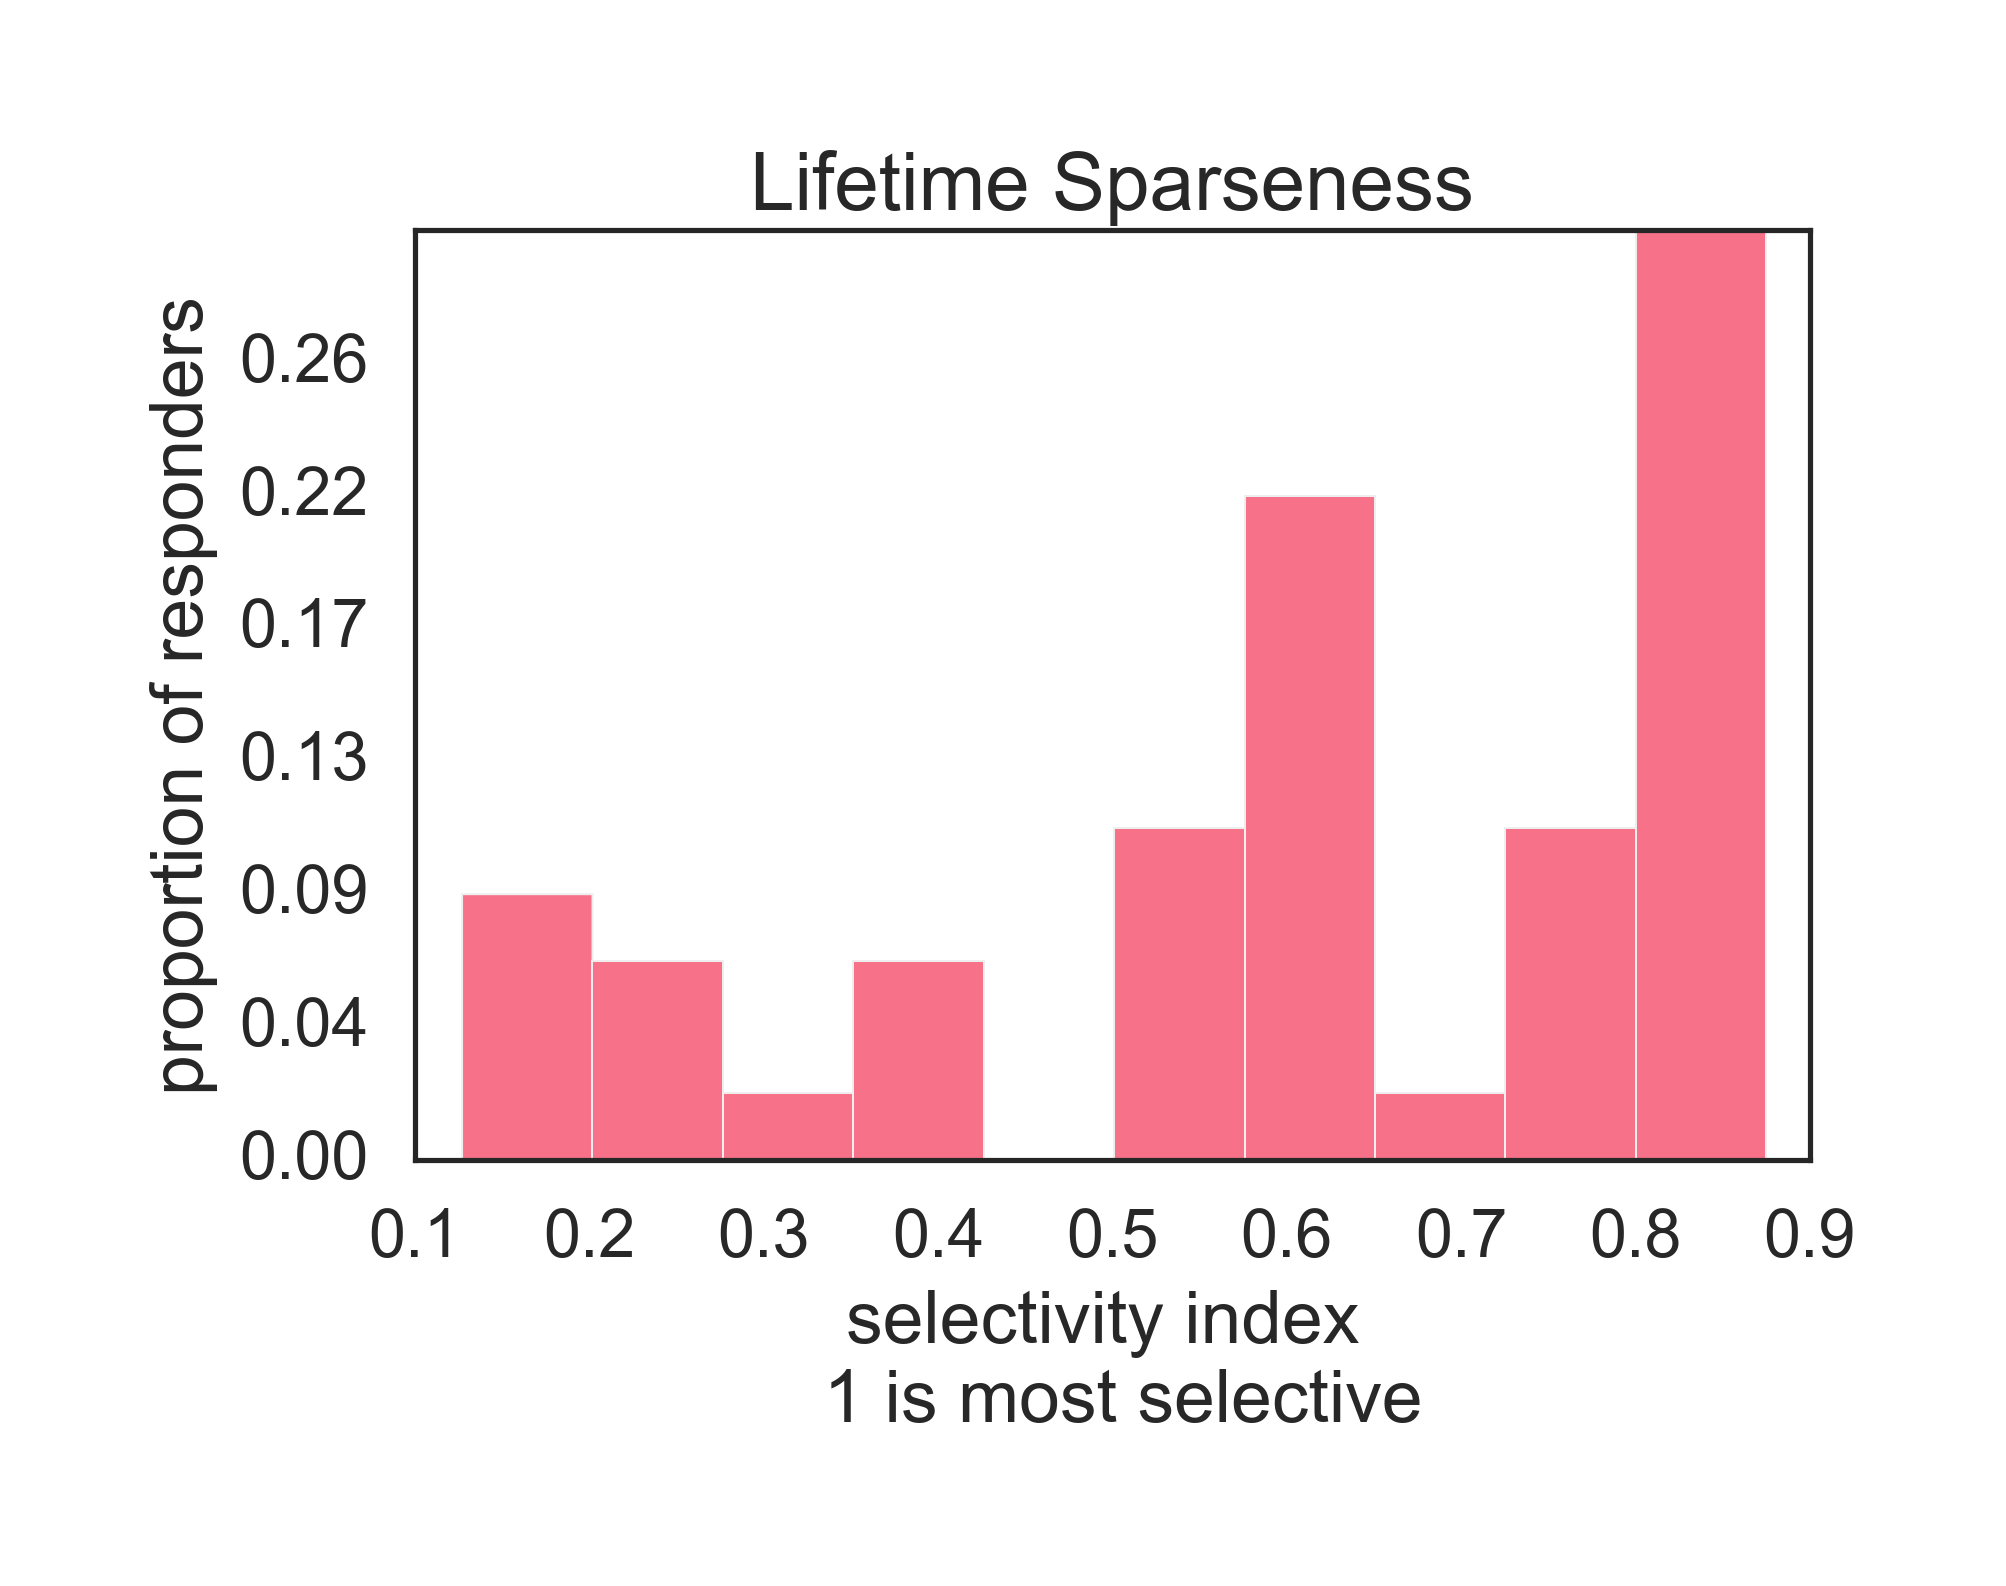 Lifetime Sparseness
proportion of responders
0.26
0.22
0.17
0.13
0.09
0.04
0.00
0.1 0.2 0.3 0.4 0.5 0.6 0.7 0.8 0.9
selectivity index
1 is most selective